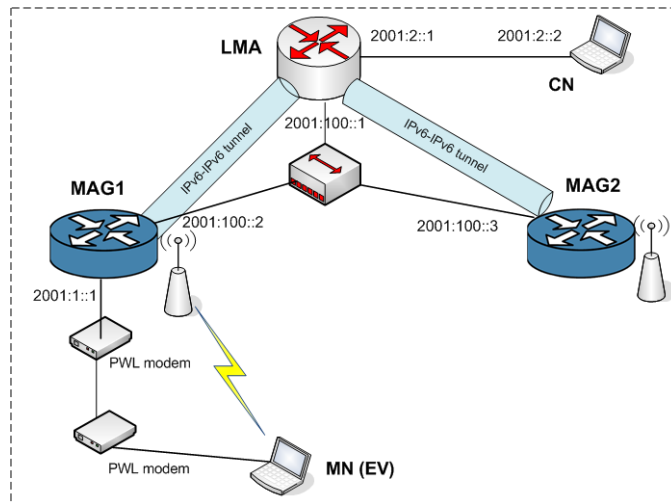 LMA
2001:2::1
2001:2::2
CN
2001:100::1
IPv6-IPv6 tunnel
IPv6-IPv6 tunnel
MAG1
MAG2
2001:100::2
2001:100::3
2001:1::1
PWL modem
PWL modem
MN (EV)